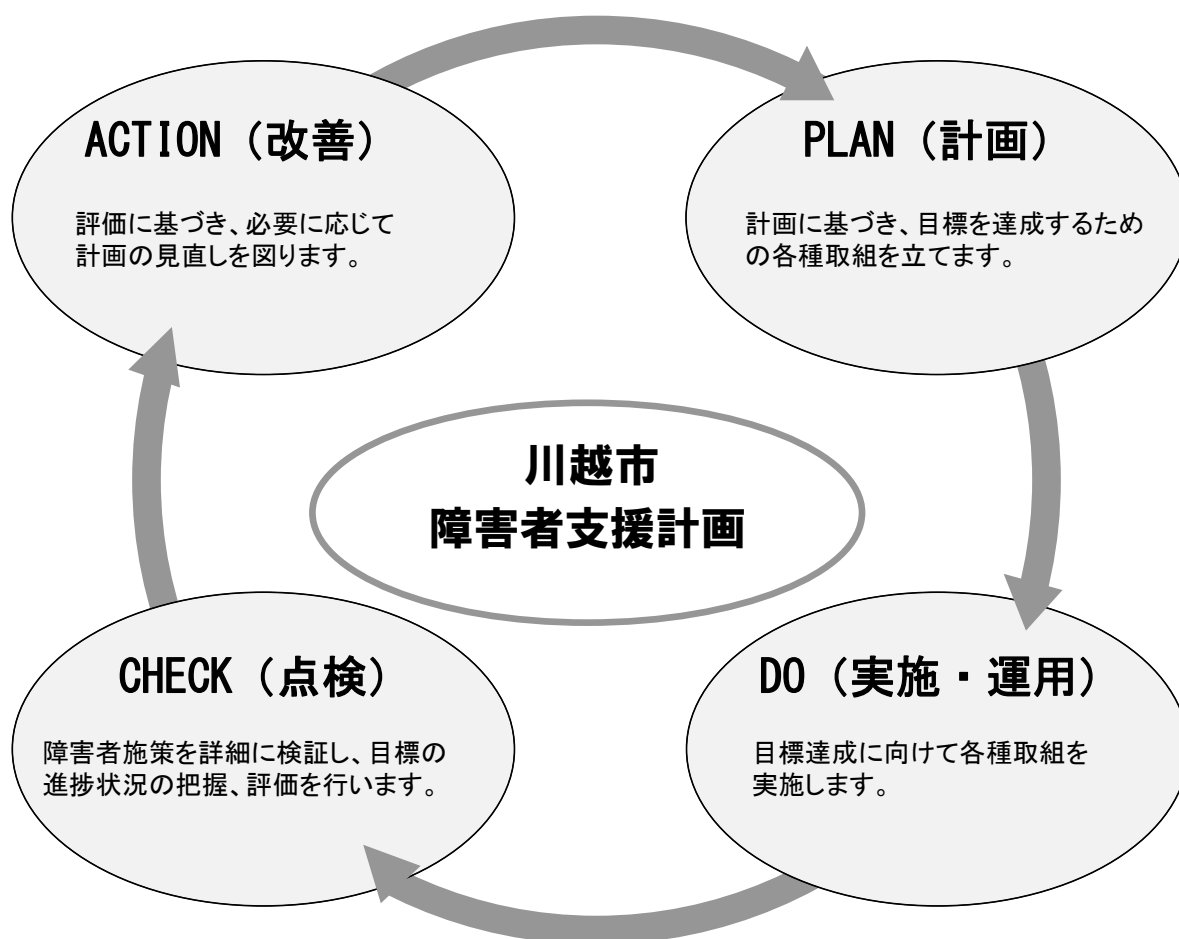 ACTION（改善）
評価に基づき、必要に応じて
計画の見直しを図ります。
PLAN（計画）
計画に基づき、目標を達成するため
の各種取組を立てます。
川越市
障害者支援計画
CHECK（点検）
障害者施策を詳細に検証し、目標の
進捗状況の把握、評価を行います。
DO（実施・運用）
目標達成に向けて各種取組を
実施します。